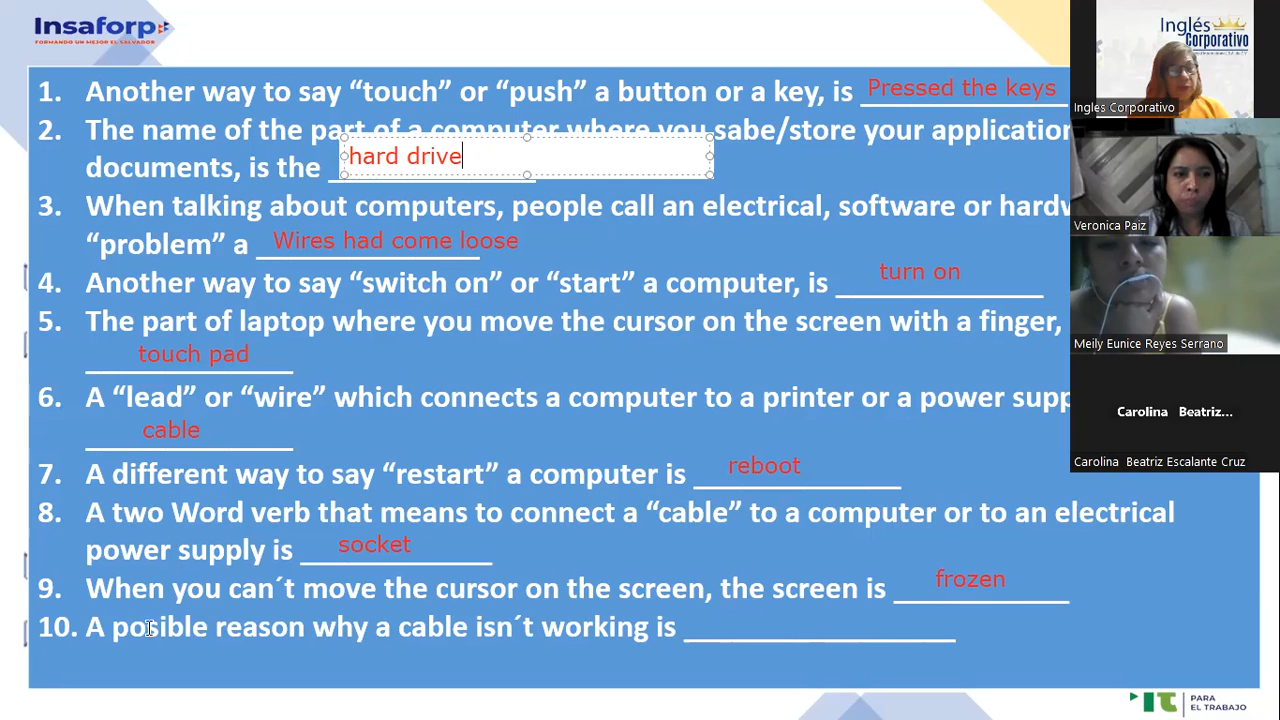 Insaforp
FORMANDO UN MEJOR EL SALVADOR
1. Another way to say “touch” or “push” a button or a key, is Pressed the keys
2. The name of the part of a computer where you sabe/store your application
documents, is the hard drive
3. When talking about computers, people call an electrical, software or hardw
“problem” a Wires had come loose
4. Another way to say “switch on” or “start” a computer, is turn on
5. The part of laptop where you move the cursor on the screen with a finger,
touch pad
6. A “lead” or “wire” which connects a computer to a printer or a power supp
cable
7. A different way to say “restart” a computer is reboot
8. A two Word verb that means to connect a “cable” to a computer or to an electrical
power supply is socket
9. When you can´t move the cursor on the screen, the screen is frozen
10. A posible reason why a cable isn´t working is
Inglés
Corporativo
Ingles Corporativo
Veronica Paiz
Meily Eunice Reyes Serrano
Carolina Beatriz...
Carolina Beatriz Escalante Cruz
PARA
EL TRABAJO